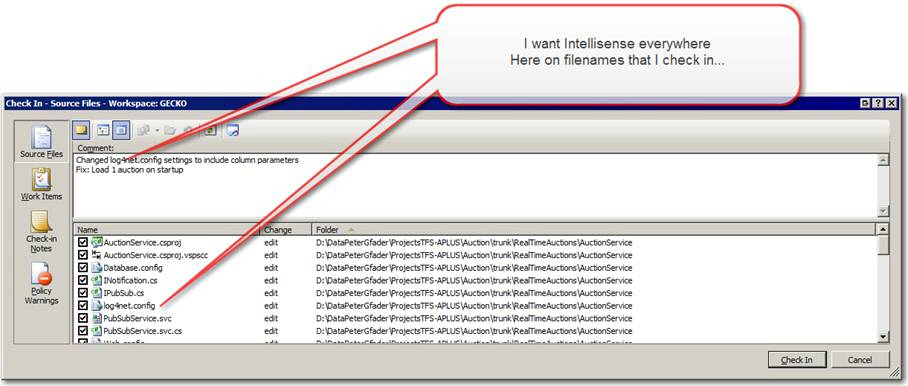 I want Intellisense everywhere
Here on filenames that I check in...
Check In - Source Files - Workspace: GECKO
Source Files
Work Items
Check-in Notes
Policy Warnings
Comment:
Changed log4net.config settings to include column parameters
Fix: Load 1 auction on startup
Name Change Folder
AuctionService.csproj edit D:\DataPeterGfader\ProjectsTFS-APLUS\Auction\trunk\RealTimeAuctions\AuctionService
AuctionService.csproj.vspscc edit D:\DataPeterGfader\ProjectsTFS-APLUS\Auction\trunk\RealTimeAuctions\AuctionService
Database.config edit D:\DataPeterGfader\ProjectsTFS-APLUS\Auction\trunk\RealTimeAuctions\AuctionService
INotification.cs edit D:\DataPeterGfader\ProjectsTFS-APLUS\Auction\trunk\RealTimeAuctions\AuctionService
IPubSub.cs edit D:\DataPeterGfader\ProjectsTFS-APLUS\Auction\trunk\RealTimeAuctions\AuctionService
log4net.config edit D:\DataPeterGfader\ProjectsTFS-APLUS\Auction\trunk\RealTimeAuctions\AuctionService
PubSubService.svc edit D:\DataPeterGfader\ProjectsTFS-APLUS\Auction\trunk\RealTimeAuctions\AuctionService
PubSubService.svc.cs edit D:\DataPeterGfader\ProjectsTFS-APLUS\Auction\trunk\RealTimeAuctions\AuctionService
Check In Cancel